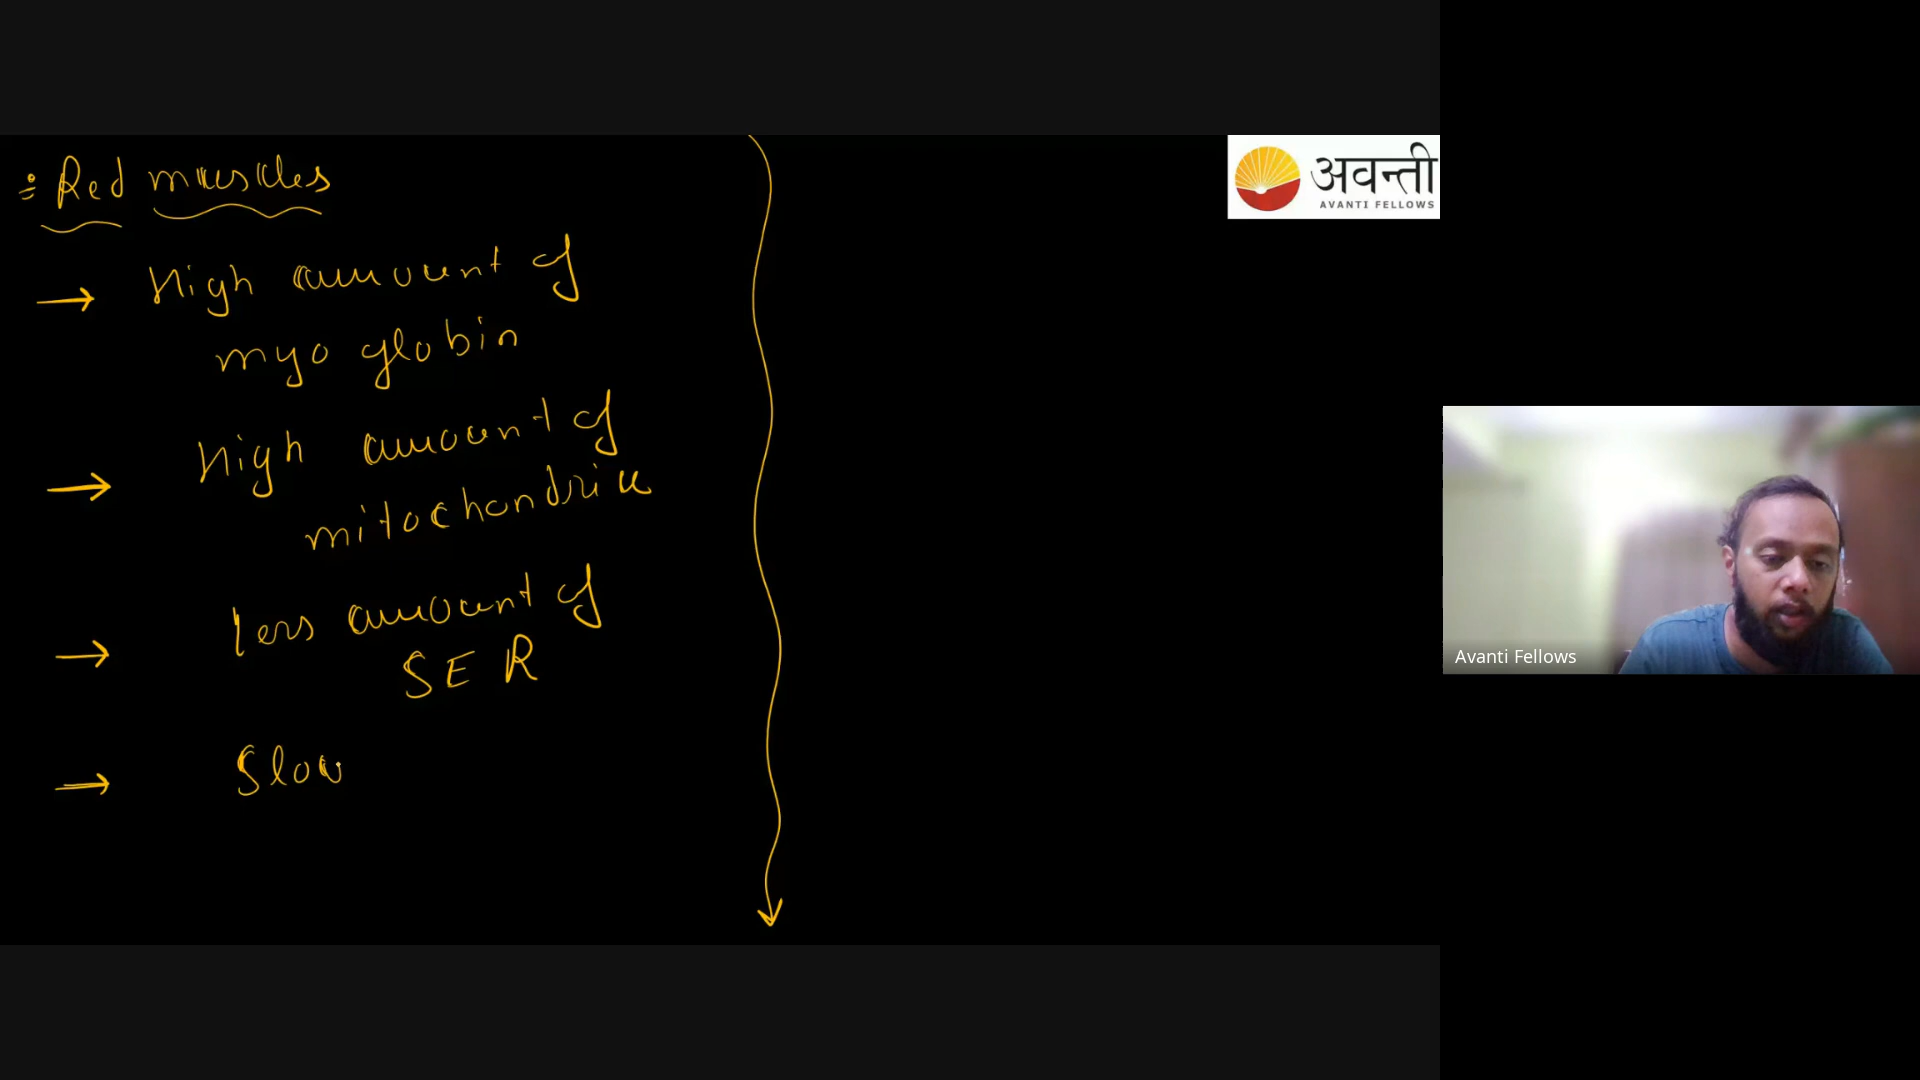 Red muscles
→ High amount of
myo globin
→ High amount of
mitochondria
→ less amount of
SER
→ Slow
अवन्ती
AVANTI FELLOWS
Avanti Fellows